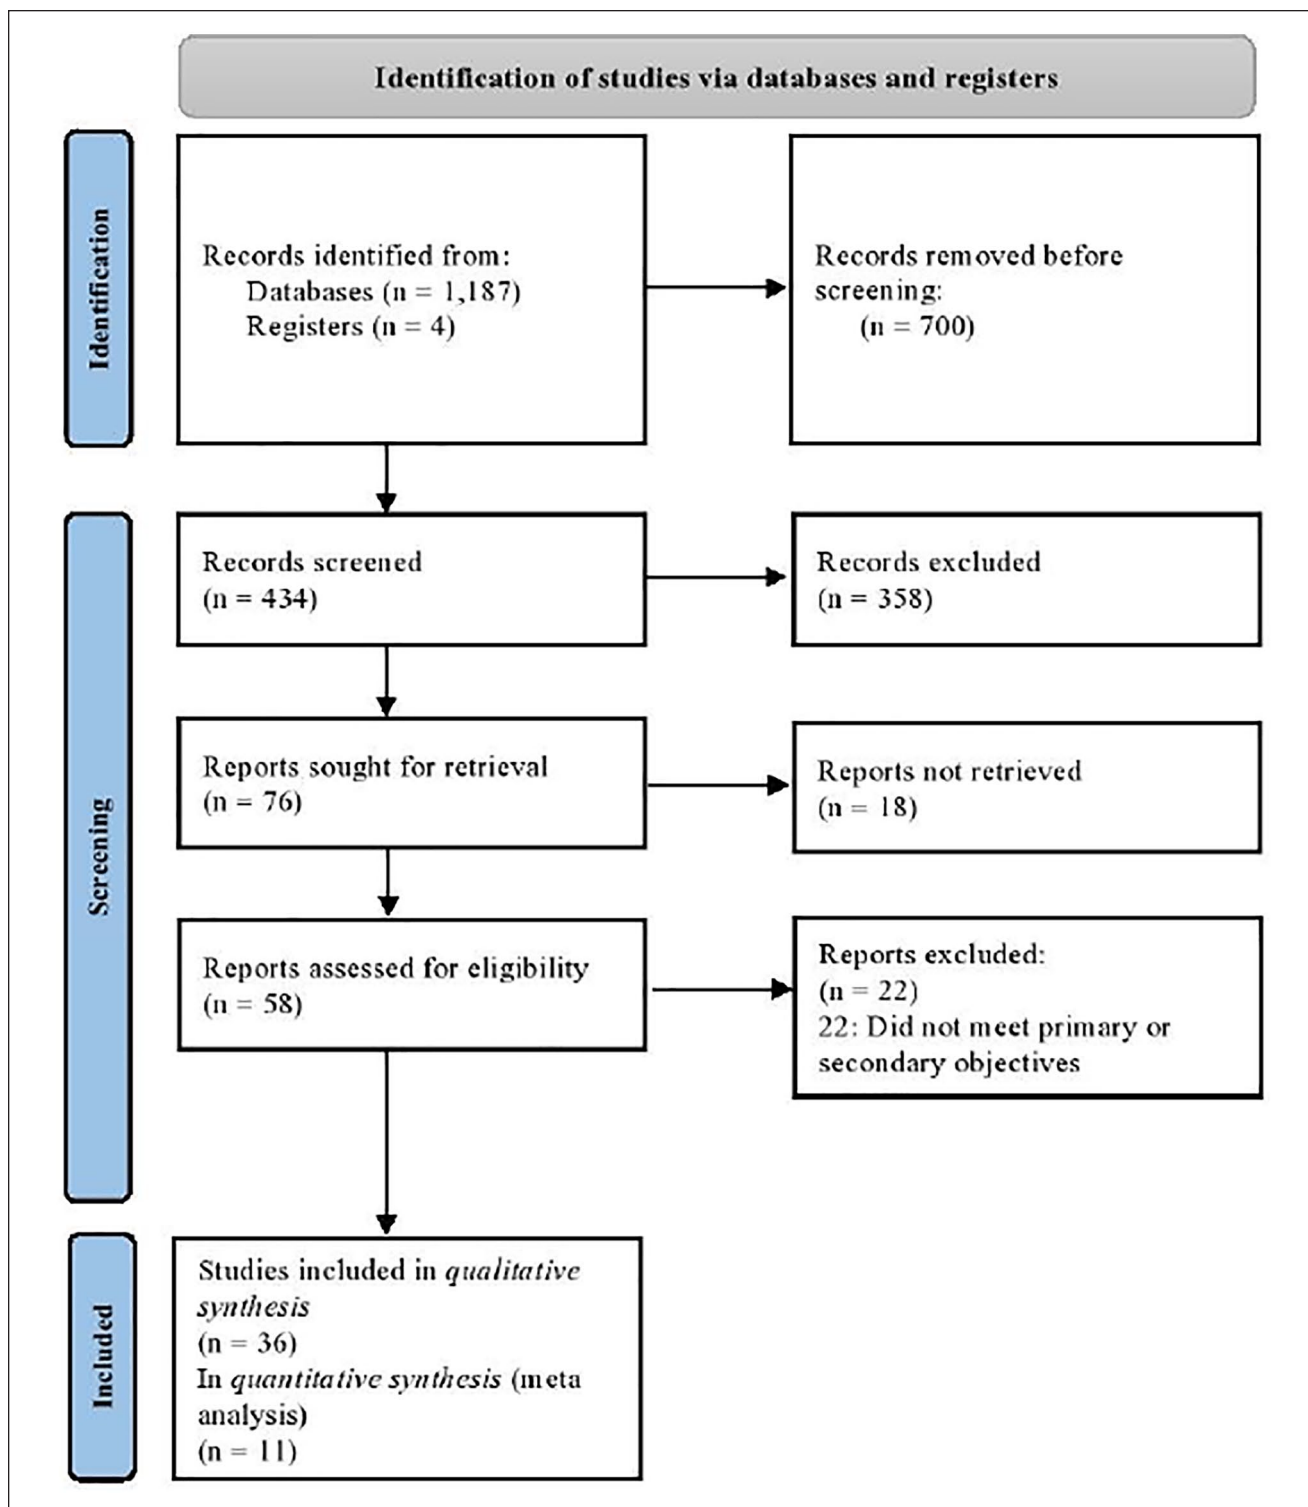 Identification of studies via databases and registers
Identification
Records identified from:
Databases (n = 1,187)
Registers (n = 4)
Records removed before
screening:
(n = 700)
Screening
Records screened
(n = 434)
Records excluded
(n = 358)
Reports sought for retrieval
(n = 76)
Reports not retrieved
(n = 18)
Reports assessed for eligibility
(n = 58)
Reports excluded:
(n = 22)
22: Did not meet primary or
secondary objectives
Included
Studies included in qualitative
synthesis
(n = 36)
In quantitative synthesis (meta
analysis)
(n = 11)